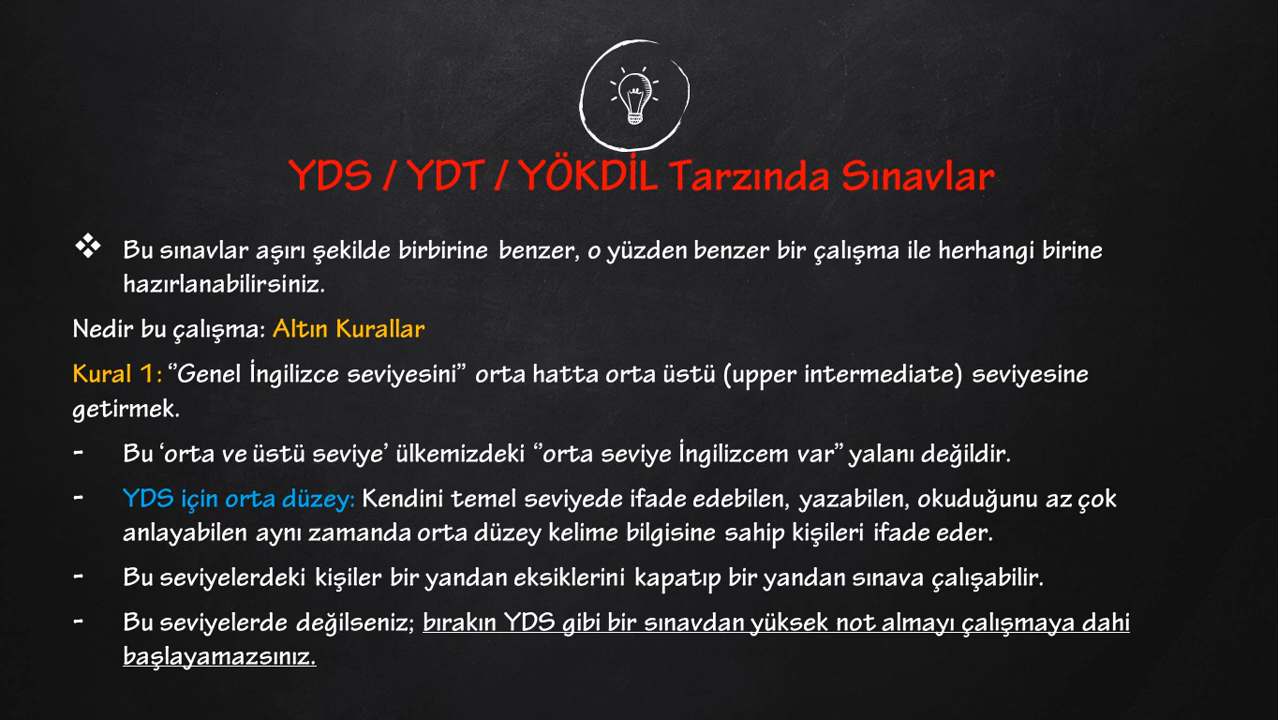 YDS / YDT / YÖKDİL Tarzında Sınavlar
❖ Bu sınavlar aşırı şekilde birbirine benzer, o yüzden benzer bir çalışma ile herhangi birine
hazırlanabilirsiniz.
Nedir bu çalışma: Altın Kurallar
Kural 1: ‘’Genel İngilizce seviyesini’’ orta hatta orta üstü (upper intermediate) seviyesine
getirmek.
- Bu ‘orta ve üstü seviye’ ülkemizdeki ‘’orta seviye İngilizcem var’’ yalanı değildir.
- YDS için orta düzey: Kendini temel seviyede ifade edebilen, yazabilen, okuduğunu az çok
anlayabilen aynı zamanda orta düzey kelime bilgisine sahip kişileri ifade eder.
- Bu seviyelerdeki kişiler bir yandan eksiklerini kapatıp bir yandan sınava çalışabilir.
- Bu seviyelerde değilseniz; bırakın YDS gibi bir sınavdan yüksek not almayı çalışmaya dahi
başlayamazsınız.